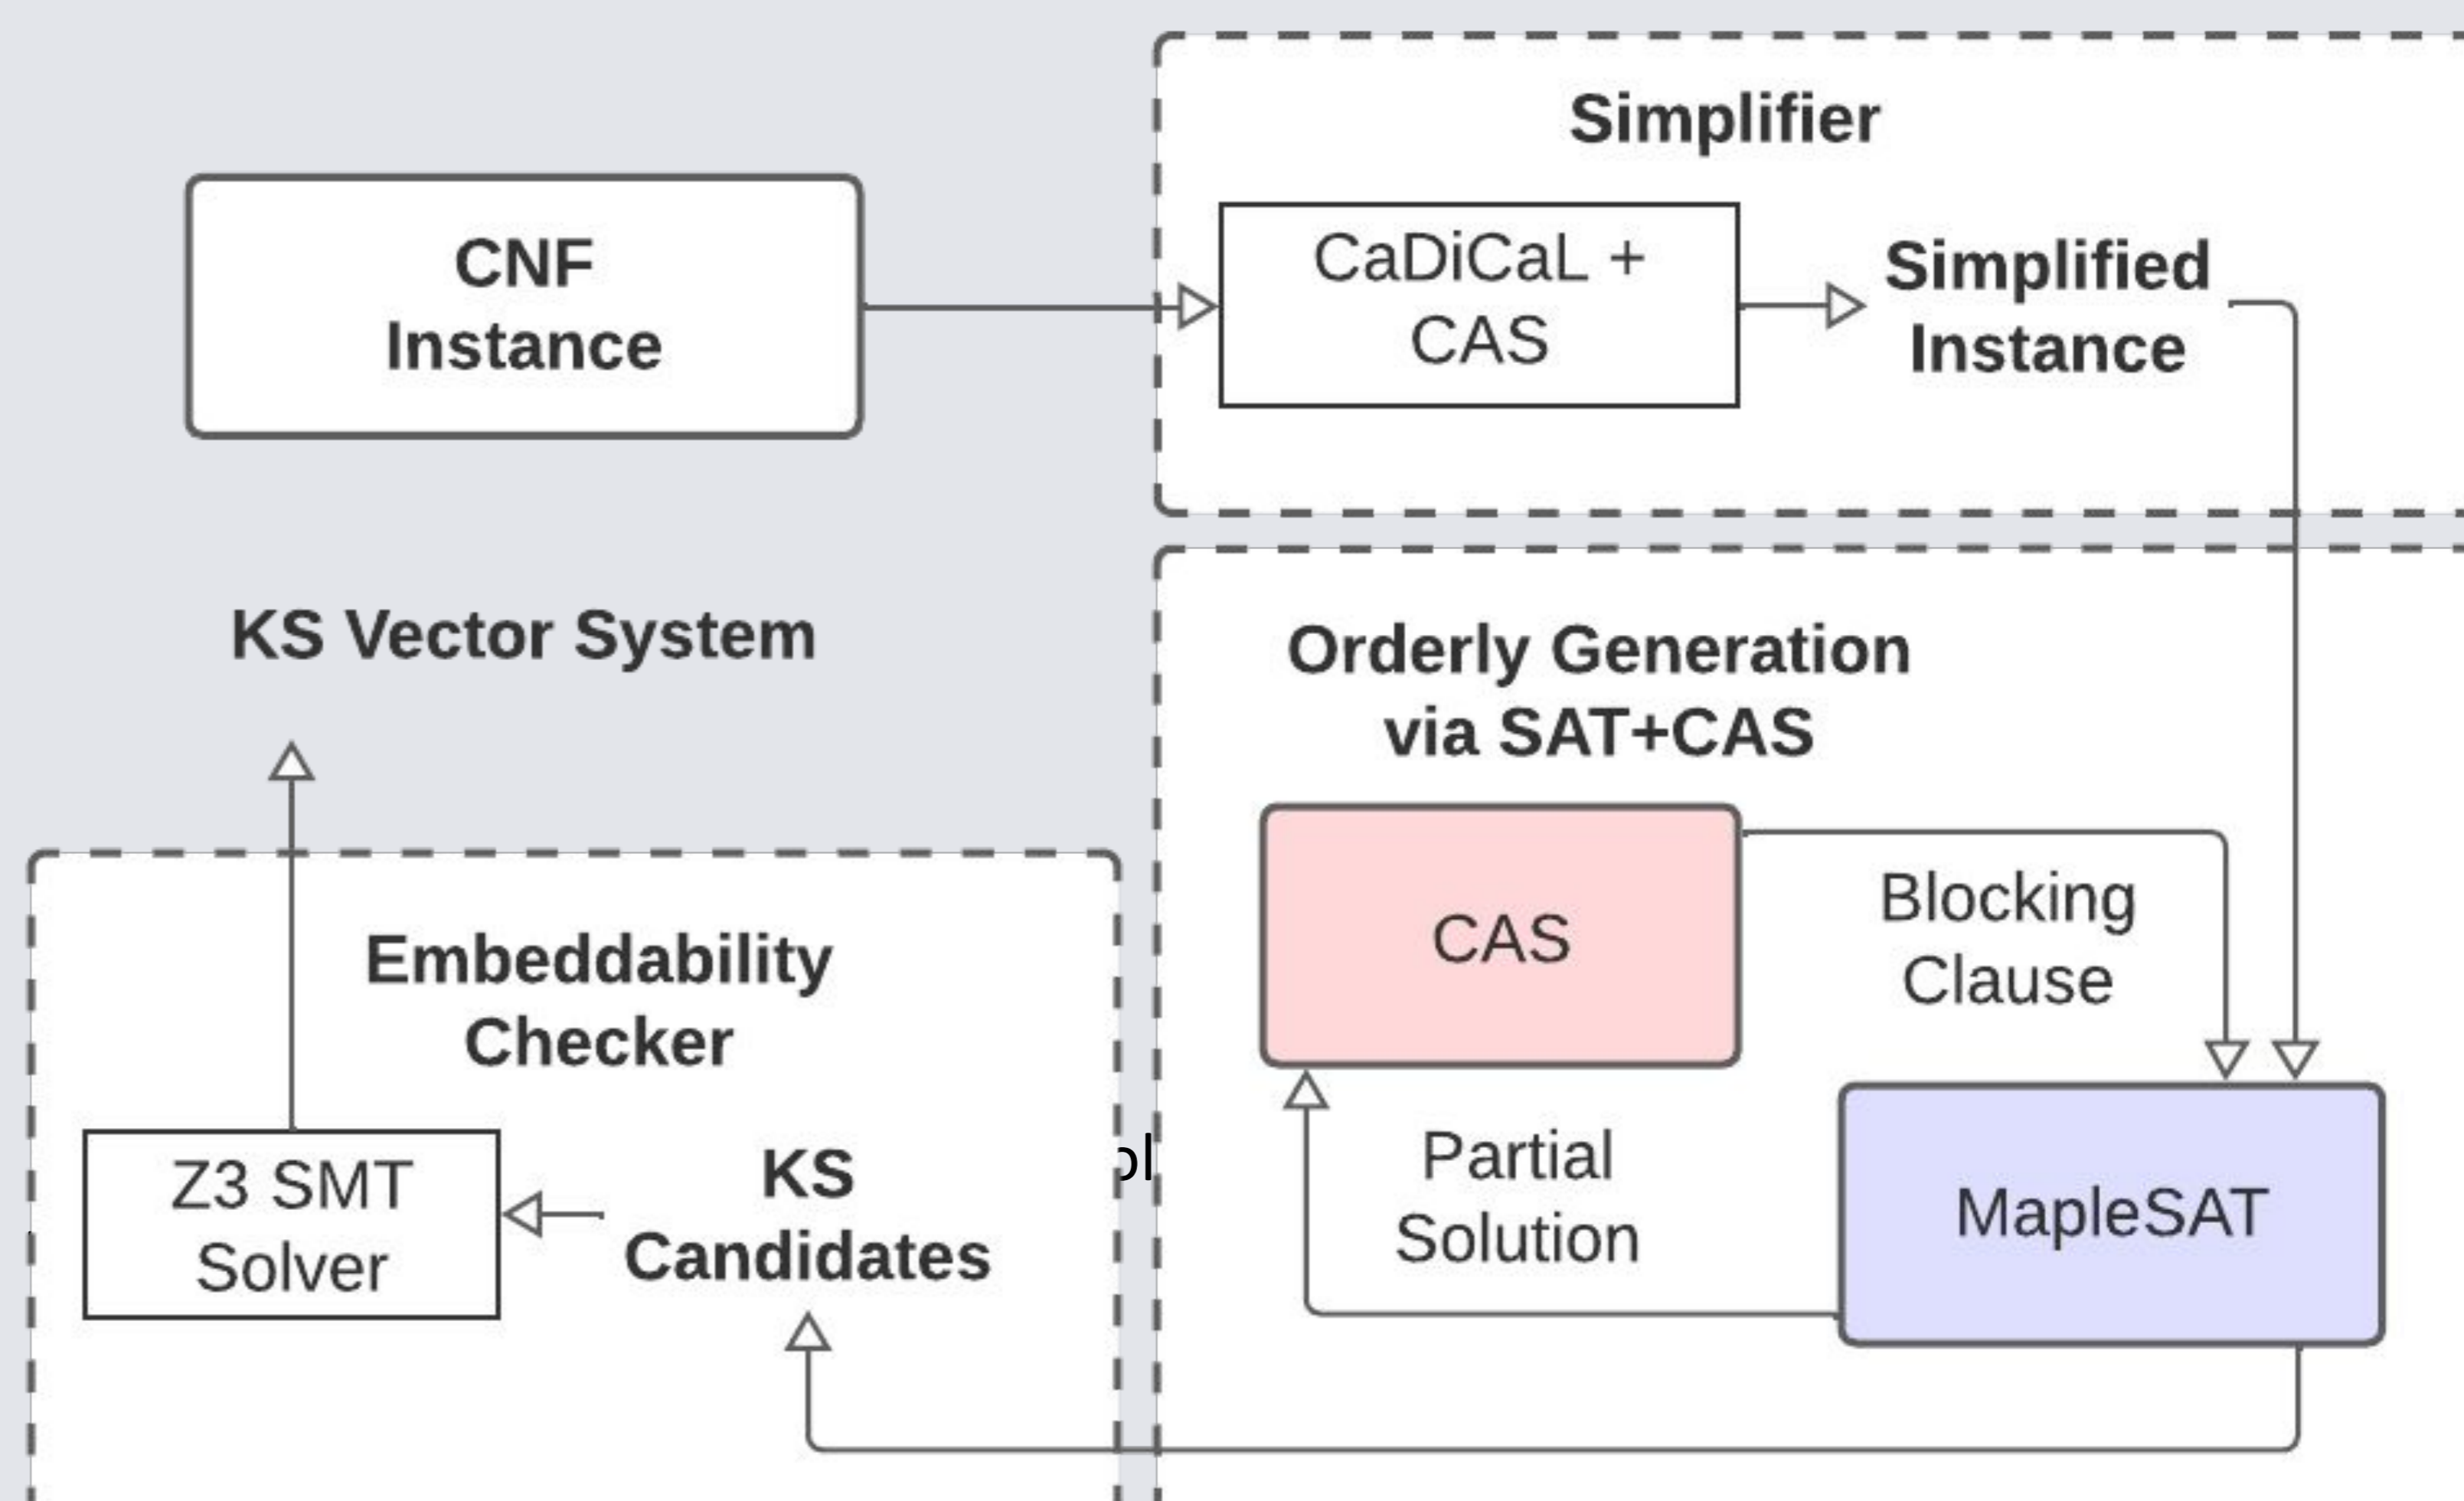 Simplifier
CNF
Instance
CaDiCaL +
CAS
Simplified
Instance
KS Vector System
Orderly Generation
via SAT+CAS
CAS
Blocking
Clause
Partial
Solution
MapleSAT
Embeddability
Checker
KS
Candidates
Z3 SMT
Solver